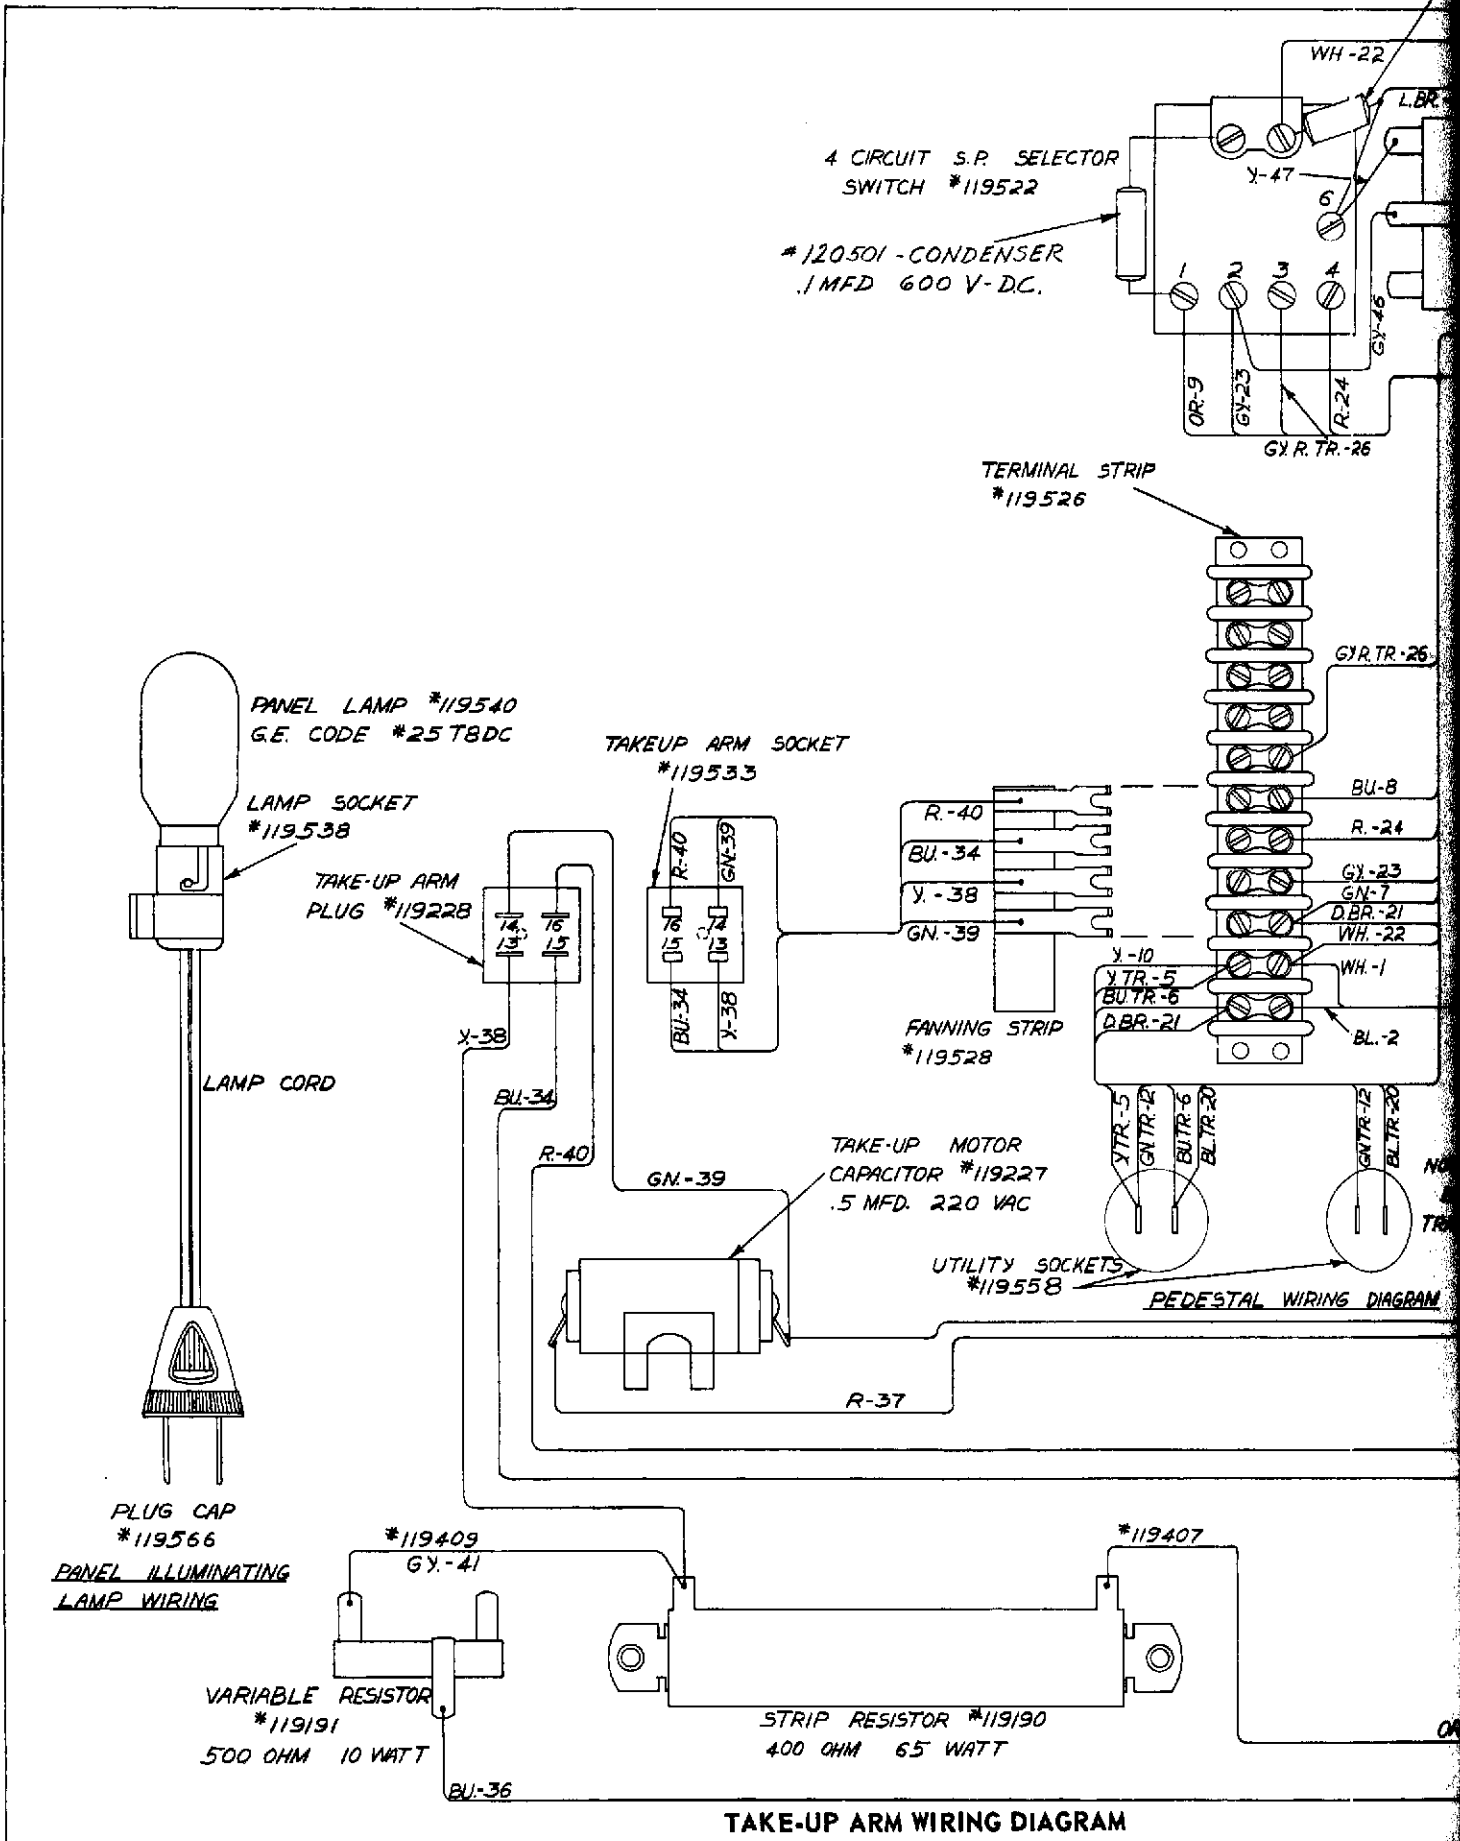 WH-22
L.BR.
4 CIRCUIT S.P. SELECTOR
SWITCH #119522
Y-47
6
#120501-CONDENSER
.1 MFD 600 V-D.C.
1 2 3 4
GY-46
OR-9
GY-23
R-24
GY.R.TR.-26
TERMINAL STRIP
#119526
GY.R.TR.-26
PANEL LAMP #119540
G.E. CODE #25T8DC
TAKEUP ARM SOCKET
#119533
LAMP SOCKET
#119538
BU-8
R.-40
R.-24
R-40
GN-39
BU.-34
TAKE-UP ARM
PLUG #119228
GY.-23
Y.-38
GN-7
14 16
13 15
16 14
15 13
D.BR.-21
GN.-39
WH.-22
Y.-10
WH.-1
Y.TR.-5
BU.TR.-6
D.BR.-21
BU-34
Y-38
FANNING STRIP
#119528
BL.-2
Y.-38
LAMP CORD
BU.-34
Y.TR.-5
GN.TR.-12
BU.TR.-6
BL.TR.-20
GN.TR.-12
BL.TR.-20
R.-40
GN.-39
TAKE-UP MOTOR
CAPACITOR #119227
.5 MFD. 220 VAC
UTILITY SOCKETS
#119558
PEDESTAL WIRING DIAGRAM
R-37
PLUG CAP
#119566
PANEL ILLUMINATING
LAMP WIRING
#119409
GY.-41
#119407
VARIABLE RESISTOR
#119191
500 OHM 10 WATT
STRIP RESISTOR #119190
400 OHM 65 WATT
BU.-36
TAKE-UP ARM WIRING DIAGRAM